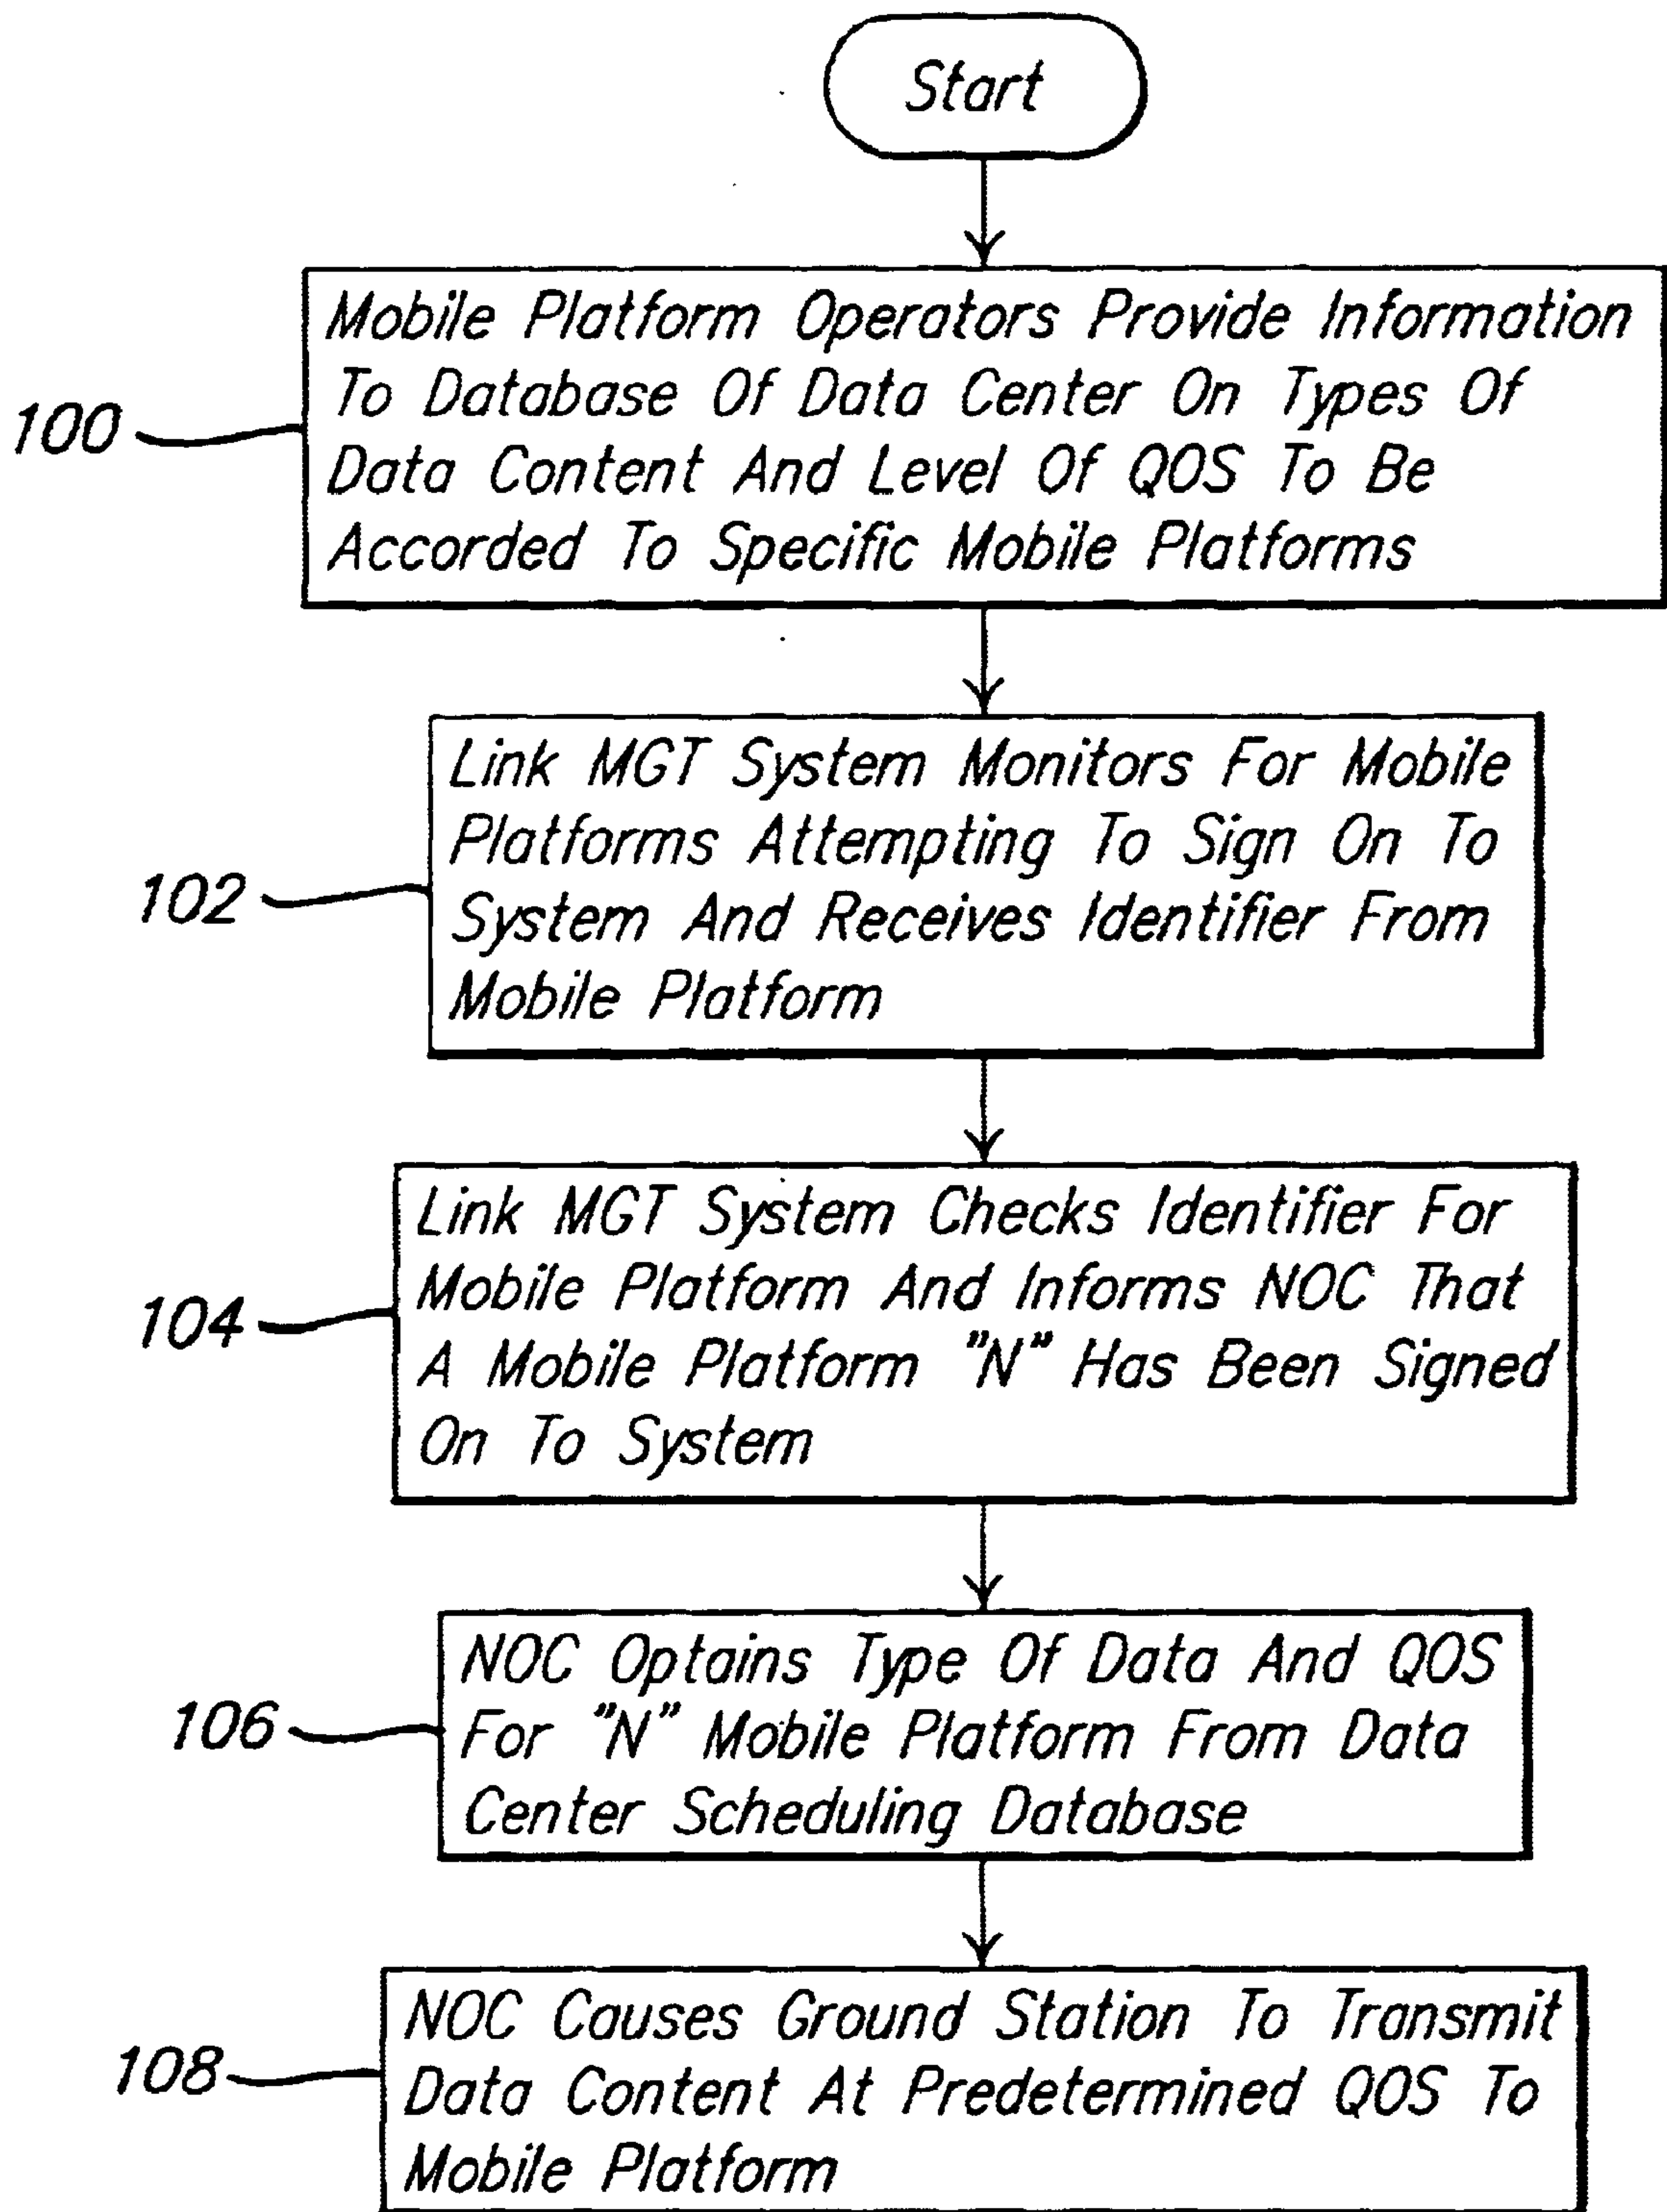 Start
Mobile Platform Operators Provide Information
To Database Of Data Center On Types Of
Data Content And Level Of QOS To Be
Accorded To Specific Mobile Platforms
100
Link MGT System Monitors For Mobile
Platforms Attempting To Sign On To
System And Receives Identifier From
Mobile Platform
102
Link MGT System Checks Identifier For
Mobile Platform And Informs NOC That
A Mobile Platform "N" Has Been Signed
On To System
104
NOC Optains Type Of Data And QOS
For "N" Mobile Platform From Data
Center Scheduling Database
106
NOC Causes Ground Station To Transmit
Data Content At Predetermined QOS To
Mobile Platform
108